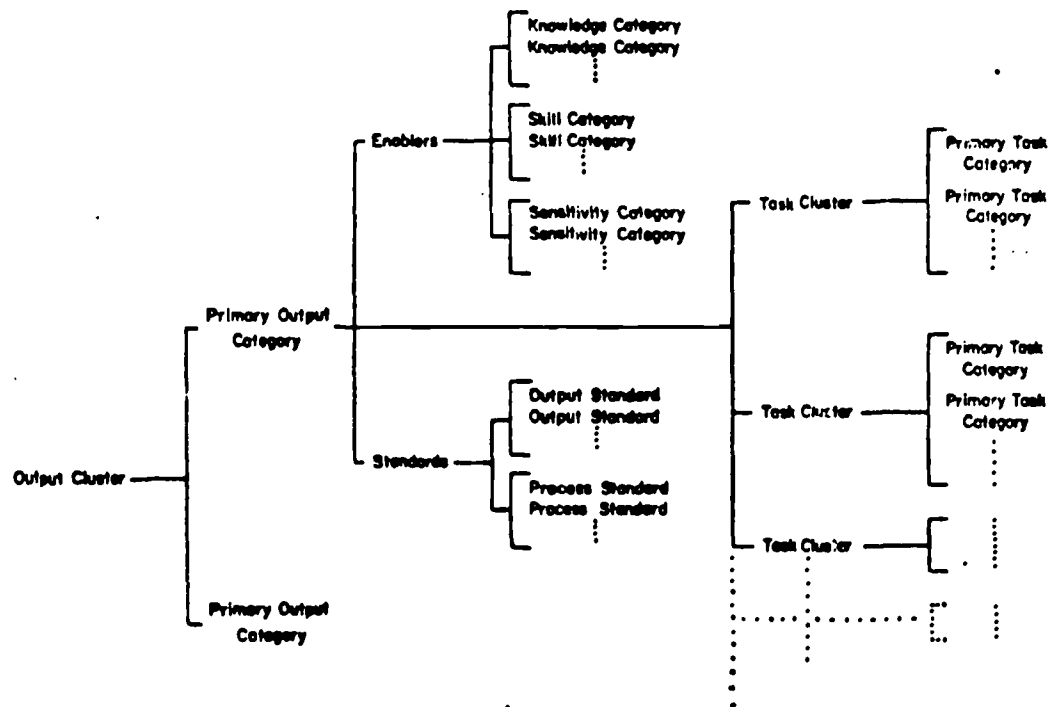 Knowledge Category
Knowledge Category
Enablers
Skill Category
Skill Category
Sensitivity Category
Sensitivity Category
Primary Output
Category
Output Standard
Output Standard
Standards
Process Standard
Process Standard
Output Cluster
Primary Output
Category
Task Cluster
Primary Task
Category
Primary Task
Category
Task Cluster
Primary Task
Category
Primary Task
Category
Task Cluster